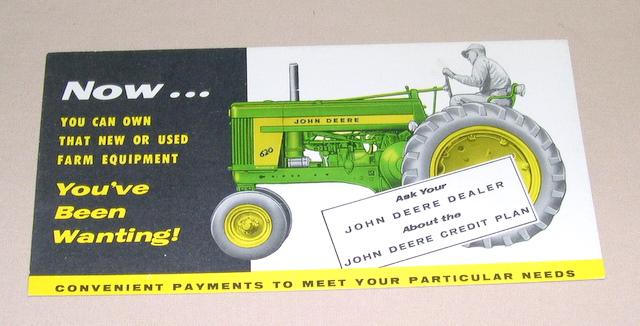 Now...
YOU CAN OWN
THAT NEW OR USED
FARM EQUIPMENT
You've
Been
Wanting!
JOHN DEERE
620
Ask Your
JOHN DEERE DEALER
About the
JOHN DEERE CREDIT PLAN
CONVENIENT PAYMENTS TO MEET YOUR PARTICULAR NEEDS